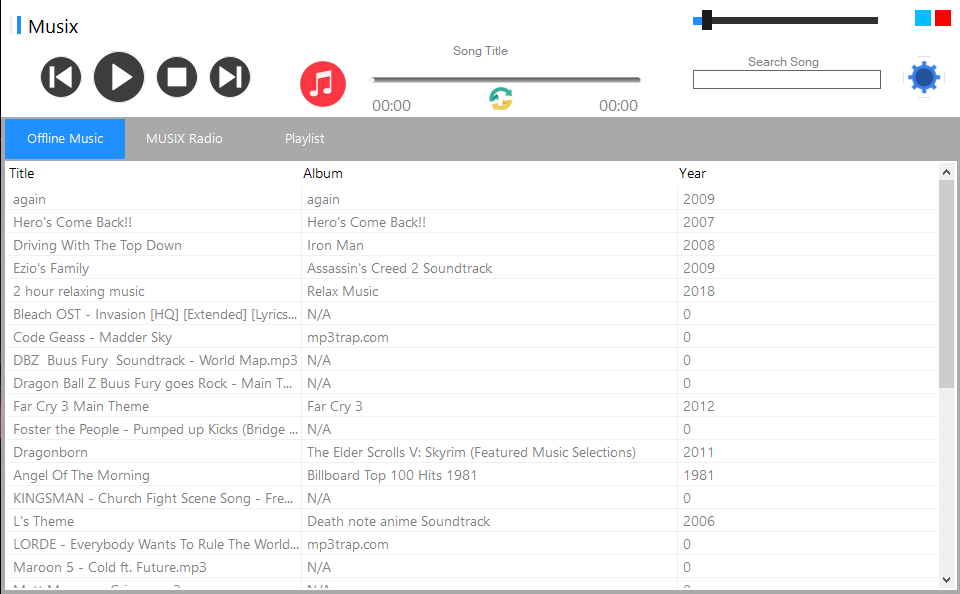 Musix
Song Title
Search Song
00:00 00:00
Offline Music MUSIX Radio Playlist
Title Album Year
again again 2009
Hero's Come Back!! Hero's Come Back!! 2007
Driving With The Top Down Iron Man 2008
Ezio's Family Assassin's Creed 2 Soundtrack 2009
2 hour relaxing music Relax Music 2018
Bleach OST - Invasion [HQ] [Extended] [Lyrics... N/A 0
Code Geass - Madder Sky mp3trap.com 0
DBZ  Buus Fury  Soundtrack - World Map.mp3 N/A 0
Dragon Ball Z Buus Fury goes Rock - Main T... N/A 0
Far Cry 3 Main Theme Far Cry 3 2012
Foster the People - Pumped up Kicks (Bridge ... N/A 0
Dragonborn The Elder Scrolls V: Skyrim (Featured Music Selections) 2011
Angel Of The Morning Billboard Top 100 Hits 1981 1981
KINGSMAN - Church Fight Scene Song - Fre... N/A 0
L's Theme Death note anime Soundtrack 2006
LORDE - Everybody Wants To Rule The World... mp3trap.com 0
Maroon 5 - Cold ft. Future.mp3 N/A 0